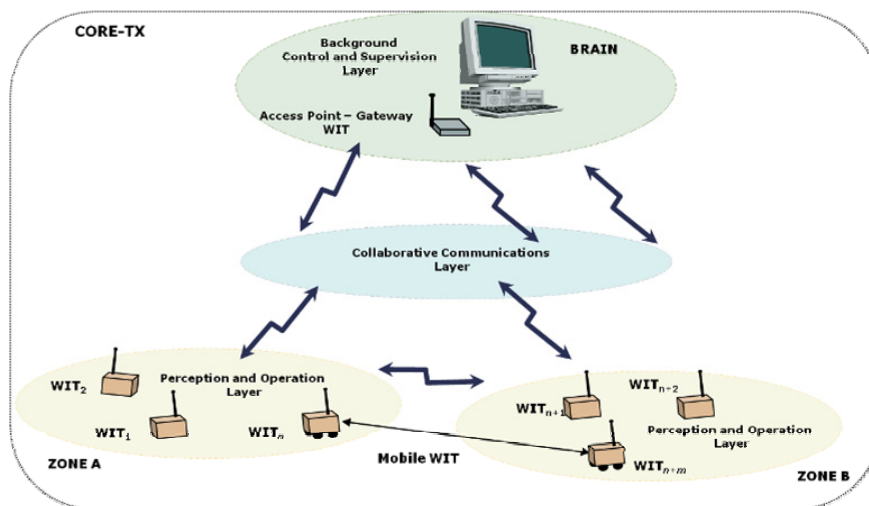 CORE-TX
BRAIN
Background
Control and Supervision
Layer
Access Point – Gateway
WIT
Collaborative Communications
Layer
WIT2
Perception and Operation
Layer
WIT1
WITn
ZONE A
Mobile WIT
WITn+1
WITn+2
Perception and Operation
Layer
WITn+m
ZONE B